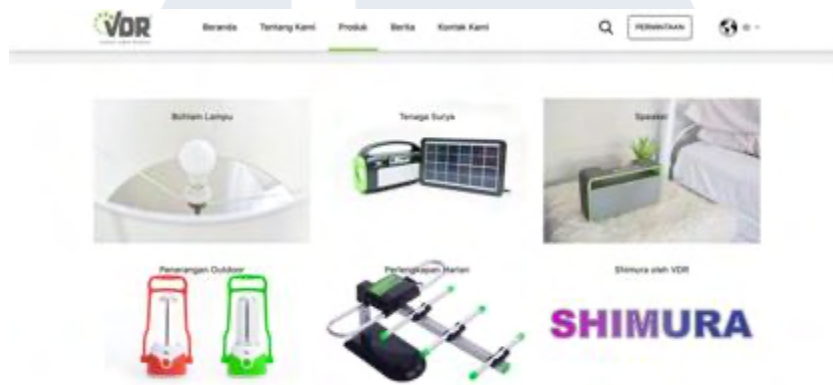 VDR
Beranda Tentang Kami Produk Berita Kontak Kami PERMINTAAN
Bohlam Lampu Tenaga Surya Speaker
Penerangan Outdoor Perlengkapan Harian Shimura oleh VDR
SHIMURA